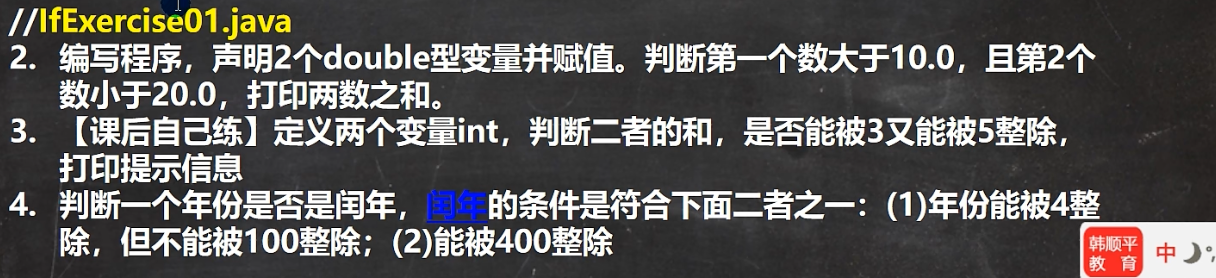 //IfExercise01.java
2. 编写程序，声明2个double型变量并赋值。判断第一个数大于10.0，且第2个
数小于20.0，打印两数之和。
3. 【课后自己练】定义两个变量int，判断二者的和，是否能被3又能被5整除，
打印提示信息
4. 判断一个年份是否是闰年，闰年的条件是符合下面二者之一：(1)年份能被4整
除，但不能被100整除；(2)能被400整除
韩顺平
教 育
中